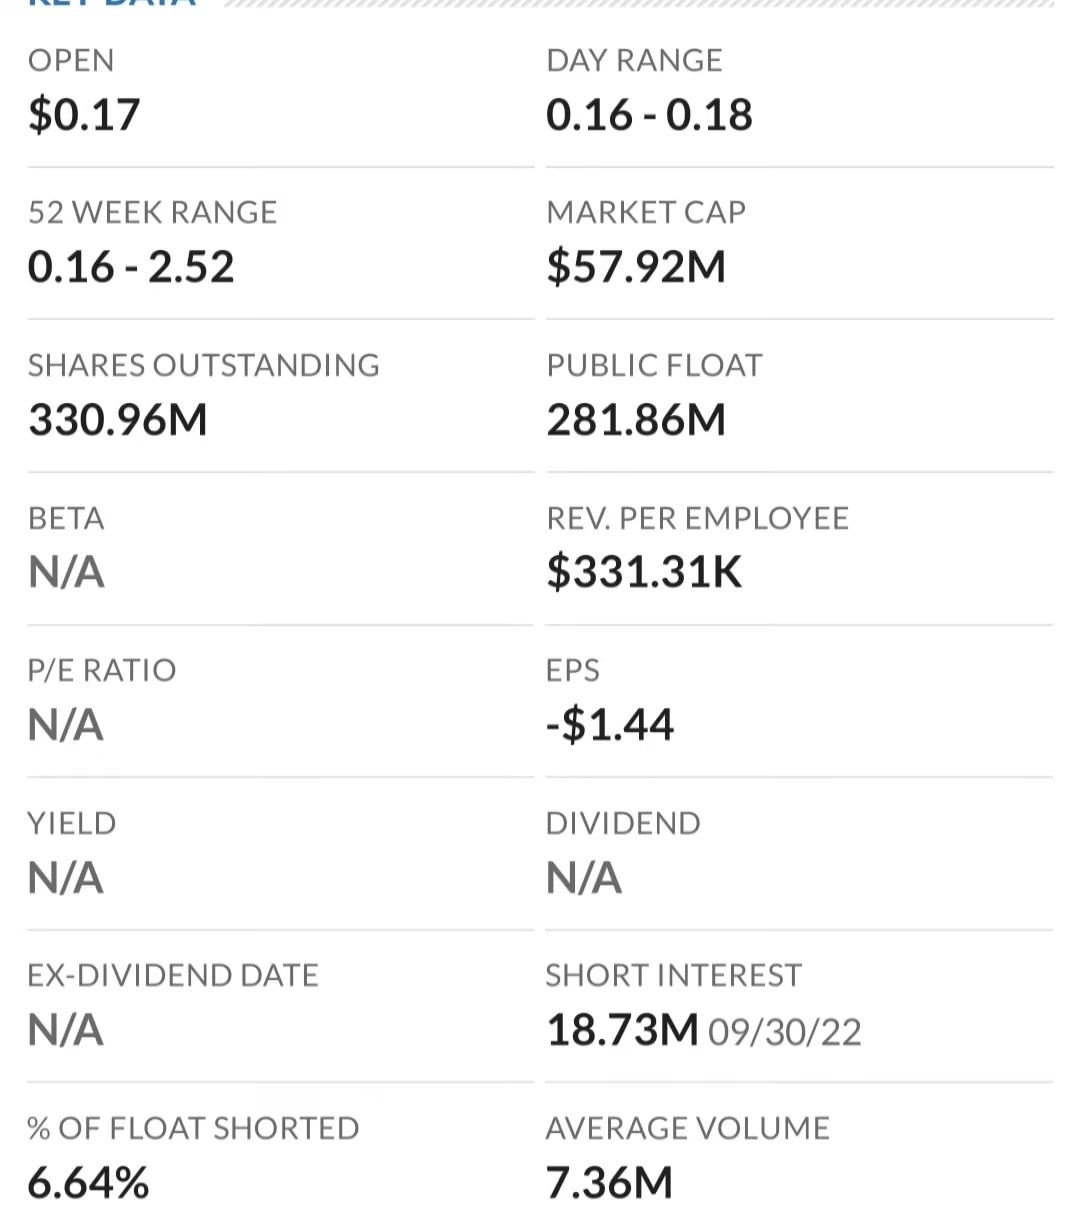 KEY DATA
OPEN
$0.17
DAY RANGE
0.16 - 0.18
52 WEEK RANGE
0.16 - 2.52
MARKET CAP
$57.92M
SHARES OUTSTANDING
330.96M
PUBLIC FLOAT
281.86M
BETA
N/A
REV. PER EMPLOYEE
$331.31K
P/E RATIO
N/A
EPS
-$1.44
YIELD
N/A
DIVIDEND
N/A
EX-DIVIDEND DATE
N/A
SHORT INTEREST
18.73M 09/30/22
% OF FLOAT SHORTED
6.64%
AVERAGE VOLUME
7.36M